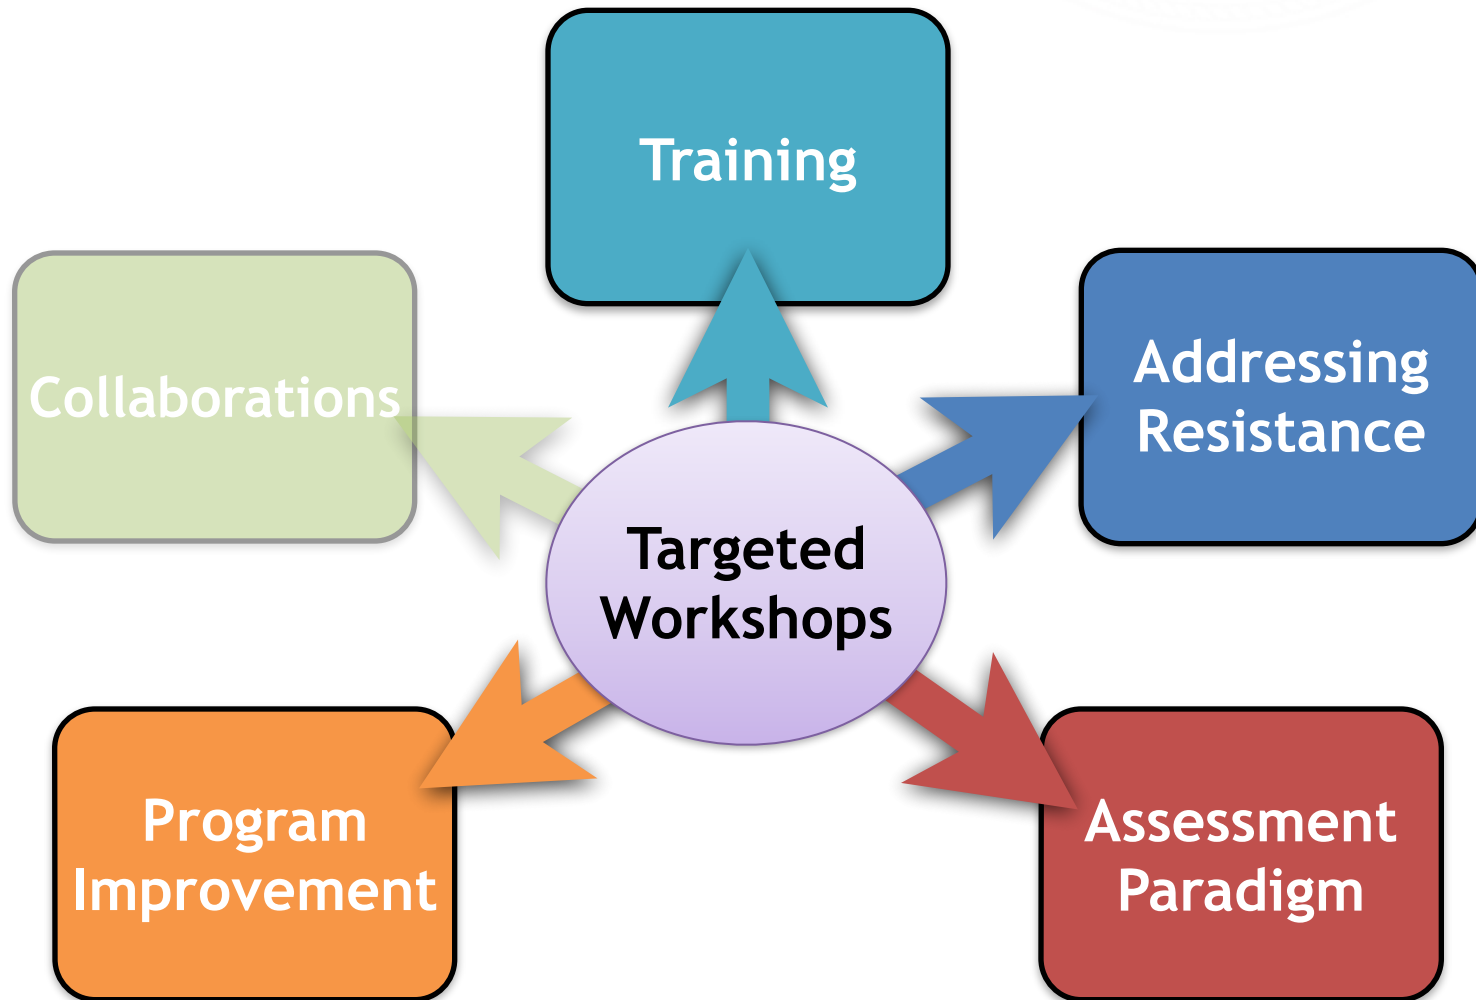 Training
Collaborations
Addressing
Resistance
Targeted
Workshops
Program
Improvement
Assessment
Paradigm